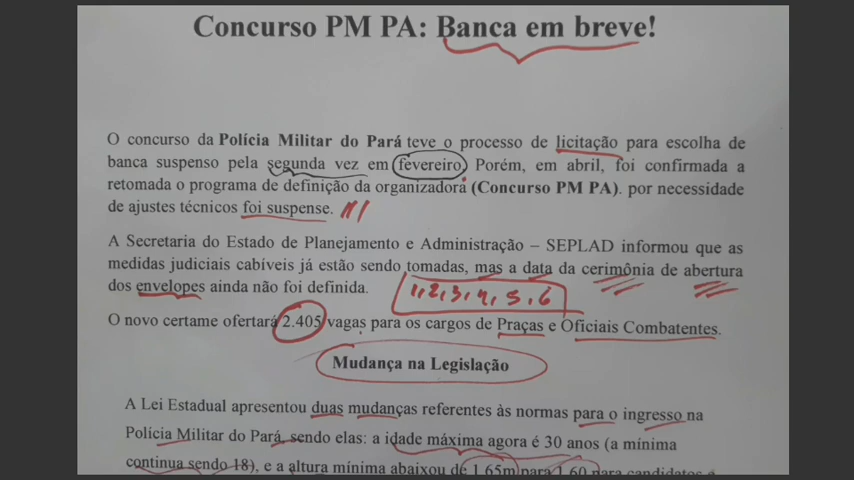 Concurso PM PA: Banca em breve!
O concurso da Polícia Militar do Pará teve o processo de licitação para escolha de
banca suspenso pela segunda vez em fevereiro. Porém, em abril, foi confirmada a
retomada o programa de definição da organizadora (Concurso PM PA). por necessidade
de ajustes técnicos foi suspense.
A Secretaria do Estado de Planejamento e Administração – SEPLAD informou que as
medidas judiciais cabíveis já estão sendo tomadas, mas a data da cerimônia de abertura
dos envelopes ainda não foi definida.
1, 2, 3, 4, 5, 6
O novo certame ofertará 2.405 vagas para os cargos de Praças e Oficiais Combatentes.
Mudança na Legislação
A Lei Estadual apresentou duas mudanças referentes às normas para o ingresso na
Polícia Militar do Pará, sendo elas: a idade máxima agora é 30 anos (a mínima
continua sendo 18), e a altura mínima abaixou de 1,65m para 1,60 para candidatos